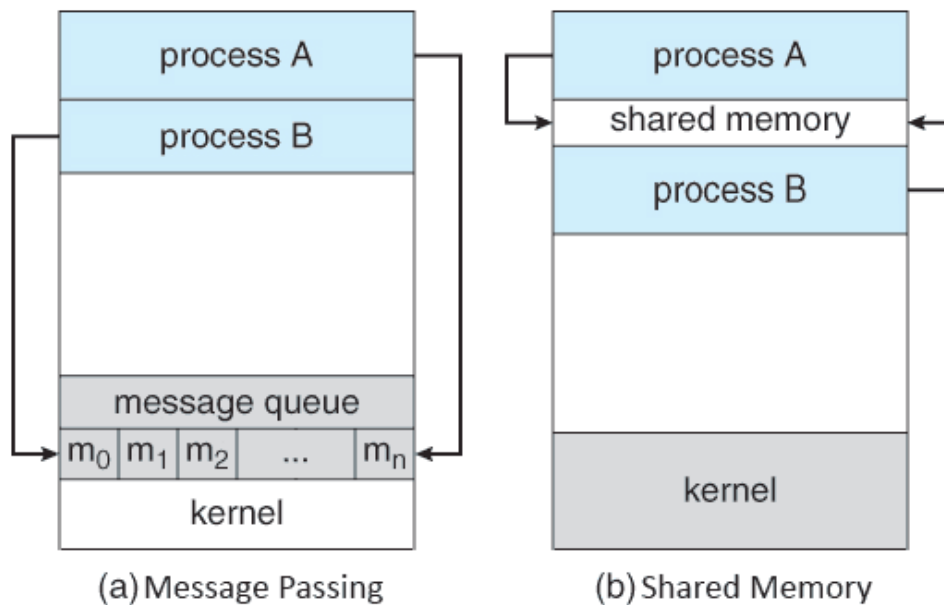 process A
process B
message queue
m0 m1 m2 ... mn
kernel
(a) Message Passing
process A
shared memory
process B
kernel
(b) Shared Memory